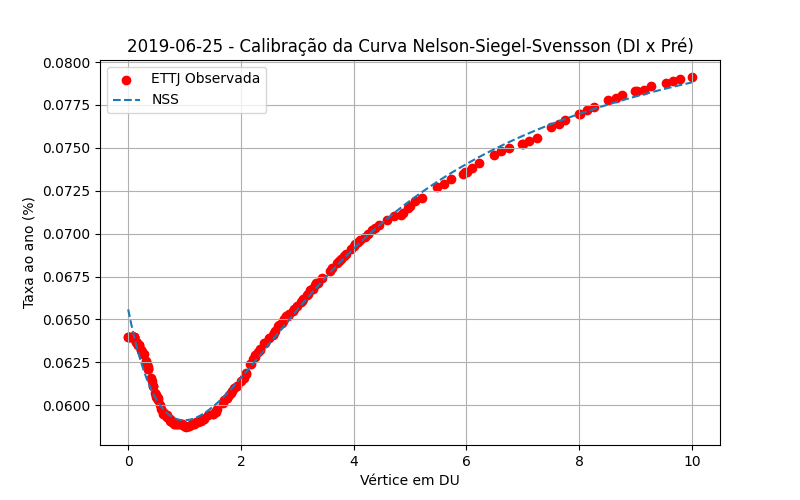 2019-06-25 - Calibração da Curva Nelson-Siegel-Svensson (DI x Pré)
ETTJ Observada
NSS
Taxa ao ano (%)
0.0800
0.0775
0.0750
0.0725
0.0700
0.0675
0.0650
0.0625
0.0600
0 2 4 6 8 10
Vértice em DU